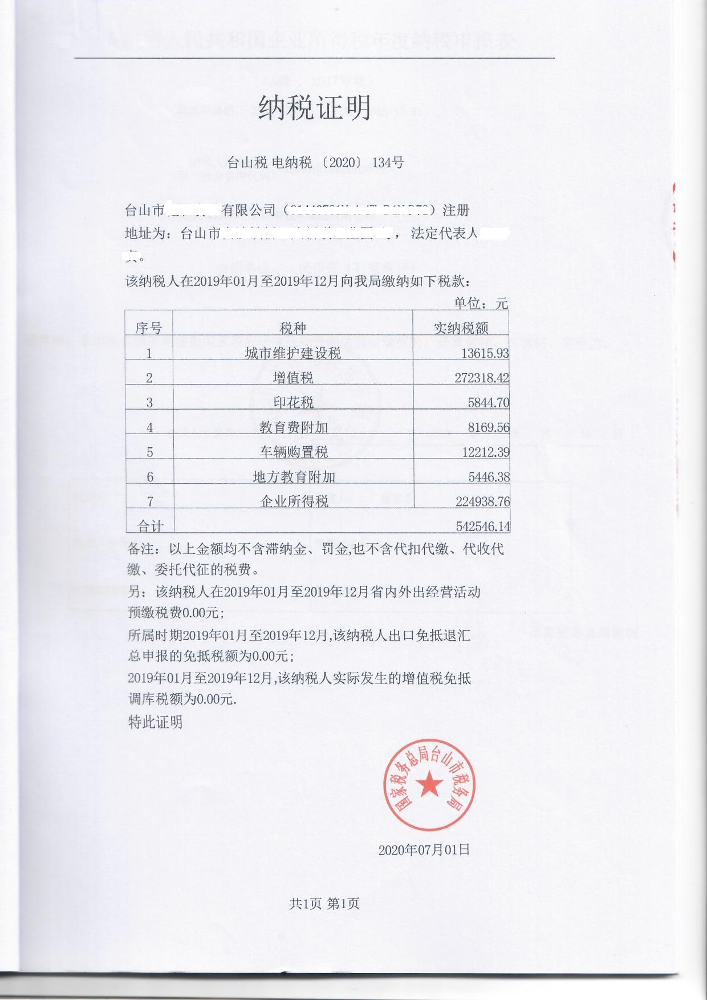 纳税证明
台山税 电纳税〔2020〕134号
台山市 有限公司（ ）注册
地址为：台山市 ， 法定代表人
。
该纳税人在2019年01月至2019年12月向我局缴纳如下税款：
单位：元
序号 税种 实纳税额
1 城市维护建设税 13615.93
2 增值税 272318.42
3 印花税 5844.70
4 教育费附加 8169.56
5 车辆购置税 12212.39
6 地方教育附加 5446.38
7 企业所得税 224938.76
合计 542546.14
备注：以上金额均不含滞纳金、罚金,也不含代扣代缴、代收代
缴、委托代征的税费。
另：该纳税人在2019年01月至2019年12月省内外出经营活动
预缴税费0.00元;
所属时期2019年01月至2019年12月,该纳税人出口免抵退汇
总申报的免抵税额为0.00元;
2019年01月至2019年12月,该纳税人实际发生的增值税免抵
调库税额为0.00元.
特此证明
国家税务总局台山市税务局
2020年07月01日
共1页 第1页